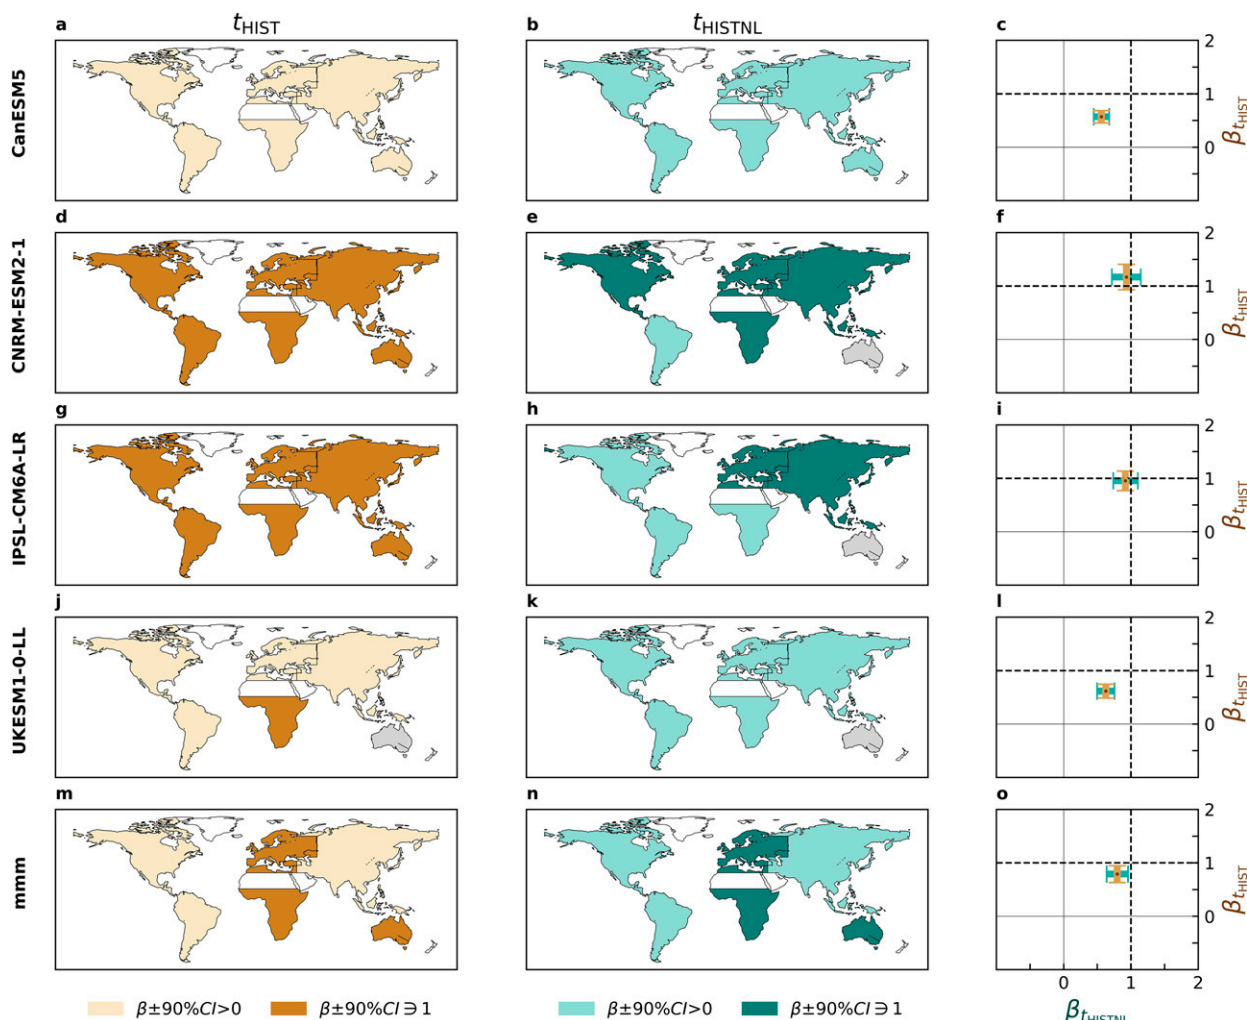 a t_HIST b t_HISTNL c
CanESM5
2
1
0
β_tHIST
d e f
CNRM-ESM2-1
2
1
0
β_tHIST
g h i
IPSL-CM6A-LR
2
1
0
β_tHIST
j k l
UKESM1-0-LL
2
1
0
β_tHIST
m n o
mmm
2
1
0
β_tHIST
0 1 2
β±90%CI>0 β±90%CI∋1 β±90%CI>0 β±90%CI∋1 β_tHISTNL